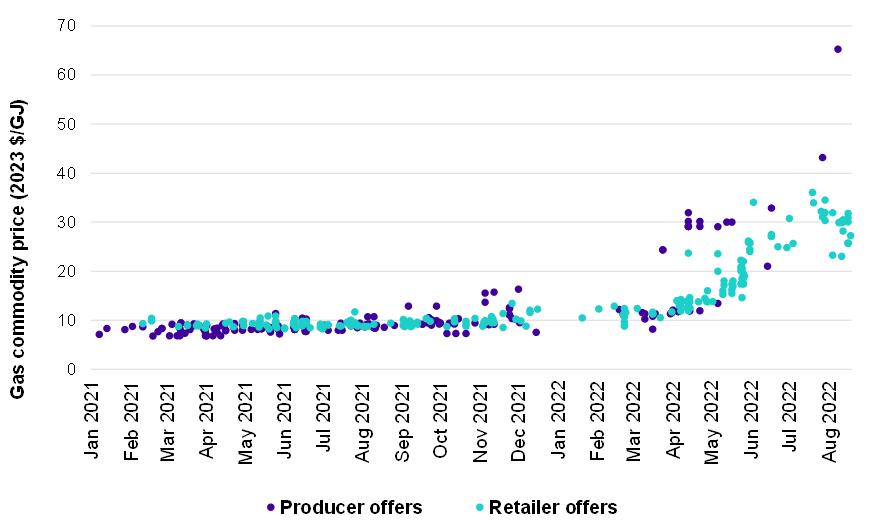 Gas commodity price (2023 $/GJ)
70
60
50
40
30
20
10
0
Jan 2021
Feb 2021
Mar 2021
Apr 2021
May 2021
Jun 2021
Jul 2021
Aug 2021
Sep 2021
Oct 2021
Nov 2021
Dec 2021
Jan 2022
Feb 2022
Mar 2022
Apr 2022
May 2022
Jun 2022
Jul 2022
Aug 2022
Producer offers
Retailer offers